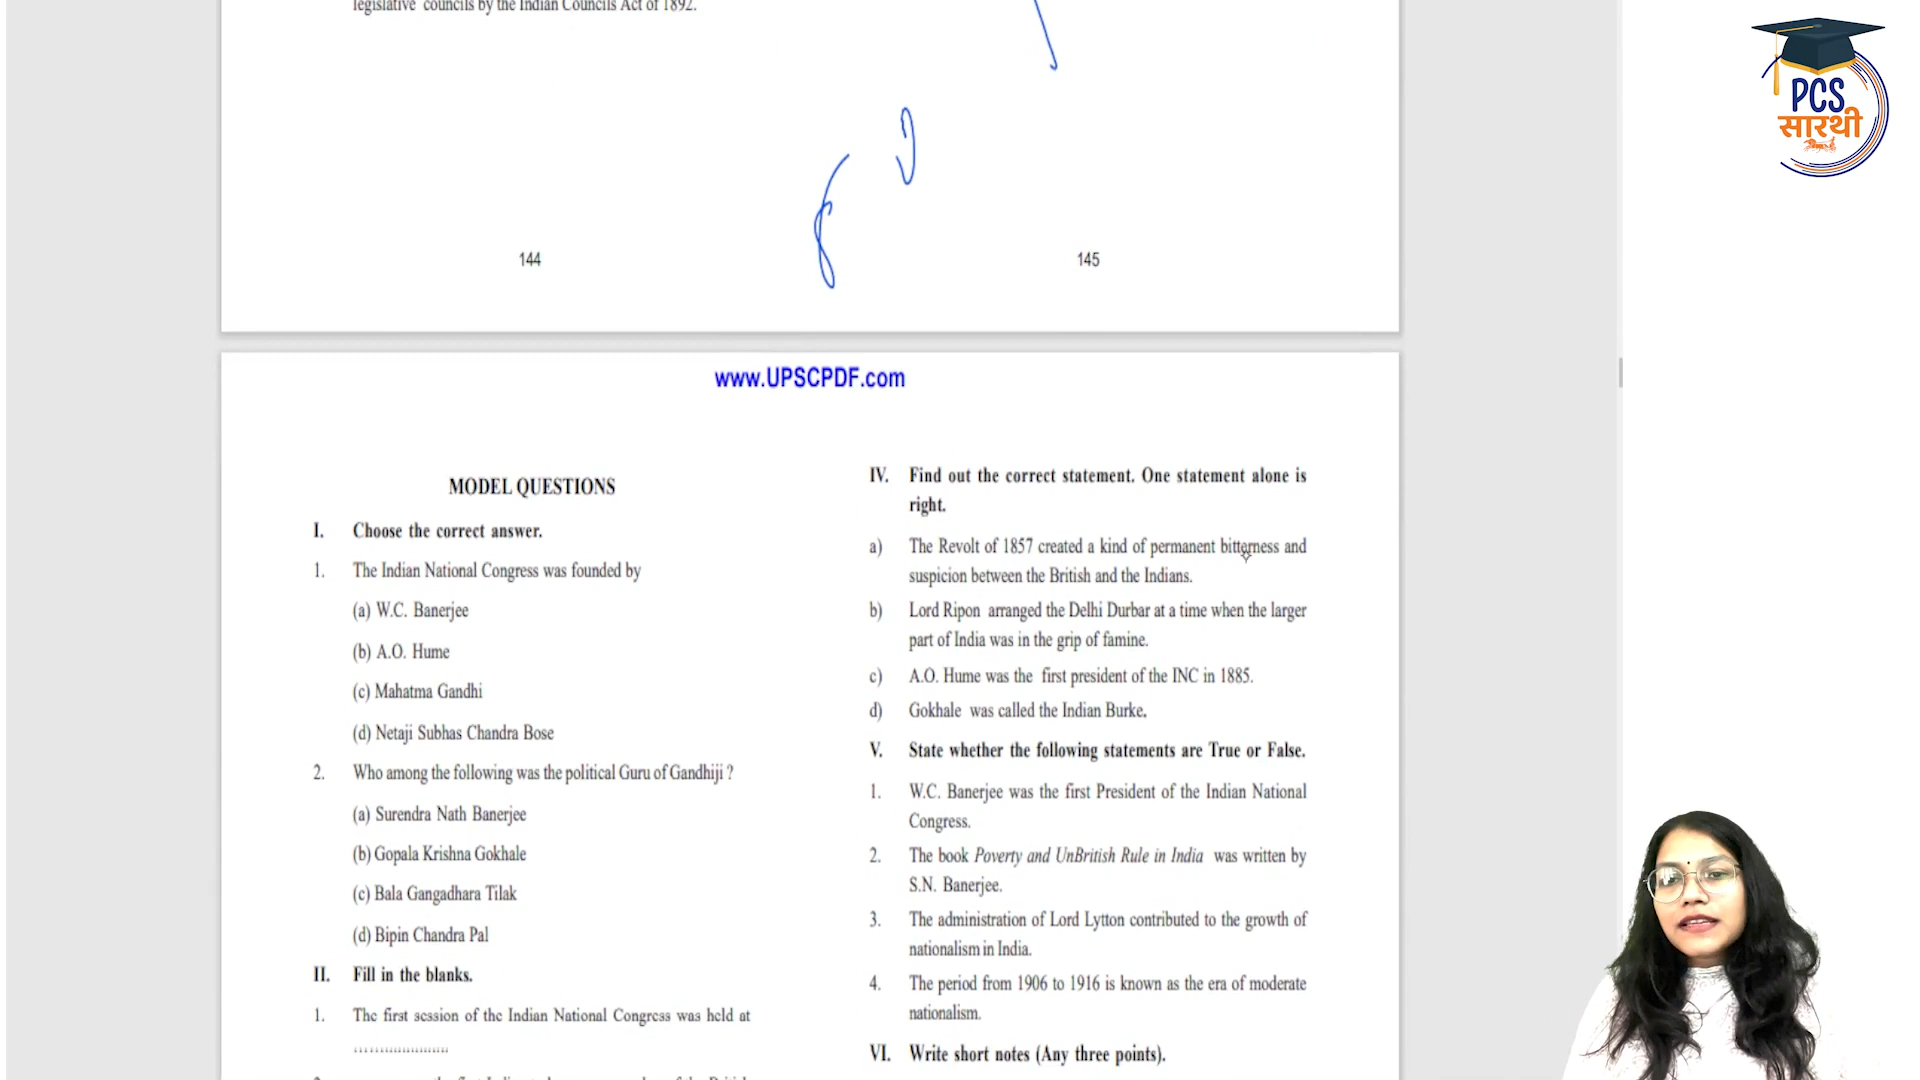 legislative councils by the Indian Councils Act of 1892.
144
145
PCS
सारथी
www.UPSCPDF.com
MODEL QUESTIONS
I. Choose the correct answer.
1. The Indian National Congress was founded by
(a) W.C. Banerjee
(b) A.O. Hume
(c) Mahatma Gandhi
(d) Netaji Subhas Chandra Bose
2. Who among the following was the political Guru of Gandhiji ?
(a) Surendra Nath Banerjee
(b) Gopala Krishna Gokhale
(c) Bala Gangadhara Tilak
(d) Bipin Chandra Pal
II. Fill in the blanks.
1. The first session of the Indian National Congress was held at
.....................
IV. Find out the correct statement. One statement alone is
right.
a) The Revolt of 1857 created a kind of permanent bitterness and
suspicion between the British and the Indians.
b) Lord Ripon arranged the Delhi Durbar at a time when the larger
part of India was in the grip of famine.
c) A.O. Hume was the first president of the INC in 1885.
d) Gokhale was called the Indian Burke.
V. State whether the following statements are True or False.
1. W.C. Banerjee was the first President of the Indian National
Congress.
2. The book Poverty and UnBritish Rule in India was written by
S.N. Banerjee.
3. The administration of Lord Lytton contributed to the growth of
nationalism in India.
4. The period from 1906 to 1916 is known as the era of moderate
nationalism.
VI. Write short notes (Any three points).